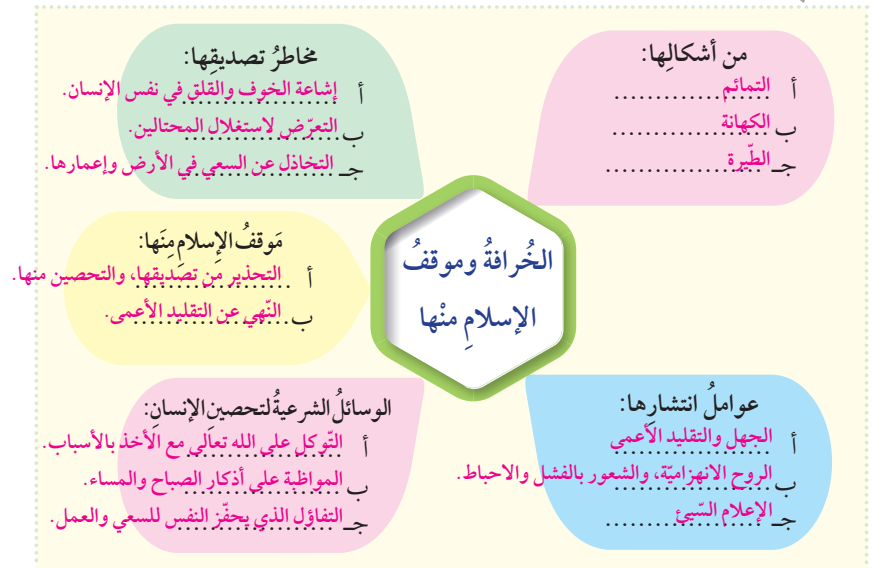 من أشكالِها:
أ التمائم
ب الكهانة
جـ الطّيرة
مخاطرُ تصديقِها:
أ إشاعة الخوف والقلق في نفس الإنسان.
ب التعرّض لاستغلال المحتالين.
جـ التخاذل عن السعي في الأرض وإعمارها.
الخُرافةُ وموقفُ
الإسلامِ منْها
مَوقفُ الإِسلامِ مِنَها:
أ التحذير من تصديقها، والتحصين منها.
ب النّهي عن التقليد الأعمى.
عواملُ انتشارِها:
أ الجهل والتقليد الأعمى
ب الروح الانهزاميّة، والشعور بالفشل والاحباط.
جـ الإعلام السّيئ
الوسائلُ الشرعيةُ لتحصينِ الإنسانِ:
أ التّوكل على الله تعالى مع الأخذ بالأسباب.
ب المواظبة على أذكار الصباح والمساء.
جـ التفاؤل الذي يحفّز النفس للسعي والعمل.